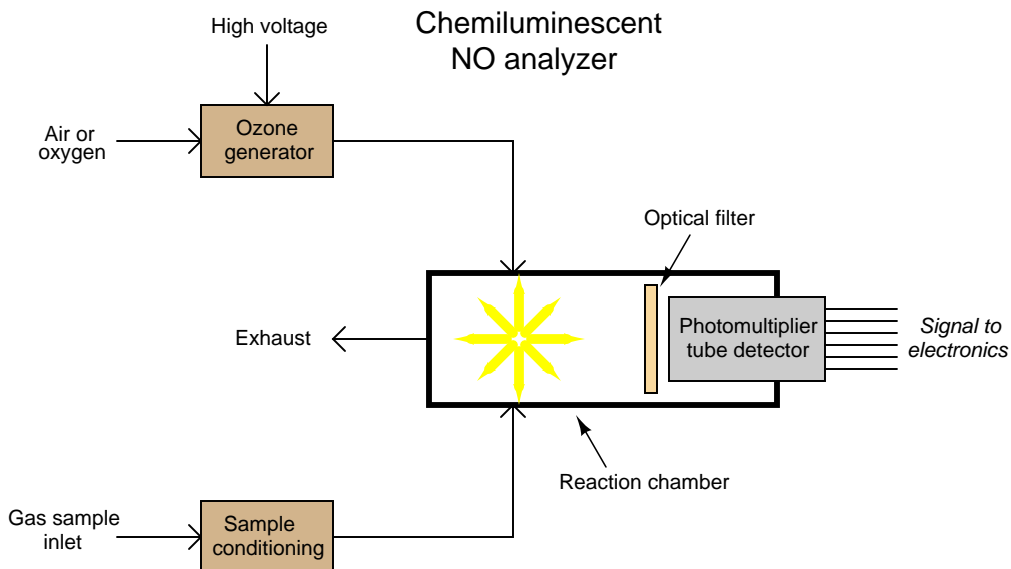 High voltage
Chemiluminescent
NO analyzer
Air or
oxygen
Ozone
generator
Optical filter
Exhaust
Photomultiplier
tube detector
Signal to
electronics
Reaction chamber
Gas sample
inlet
Sample
conditioning